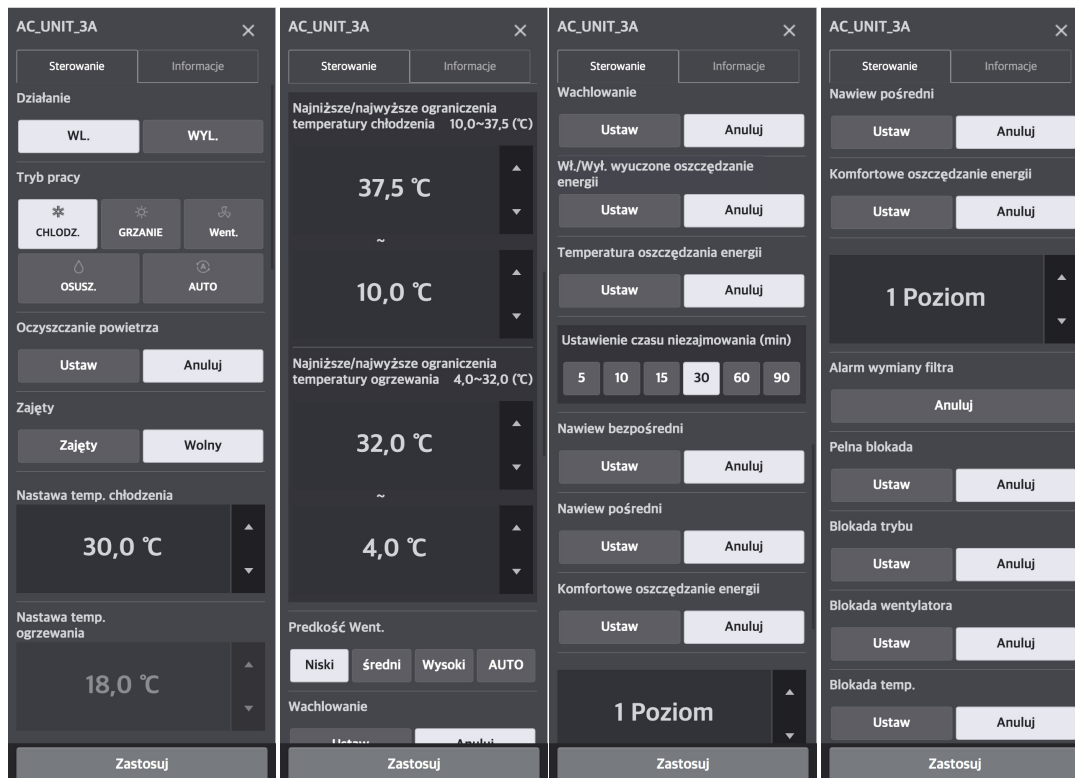 AC_UNIT_3A ×
Sterowanie Informacje
Działanie
WL. WYL.
Tryb pracy
CHLODZ. GRZANIE Went.
A
OSUSZ. AUTO
Oczyszczanie powietrza
Ustaw Anuluj
Zajęty
Zajęty Wolny
Nastawa temp. chłodzenia
30,0 °C
Nastawa temp.
ogrzewania
18,0 °C
Zastosuj
AC_UNIT_3A ×
Sterowanie Informacje
Najniższe/najwyższe ograniczenia
temperatury chłodzenia 10,0~37,5 (°C)
37,5 °C
~
10,0 °C
Najniższe/najwyższe ograniczenia
temperatury ogrzewania 4,0~32,0 (°C)
32,0 °C
~
4,0 °C
Predkość Went.
Niski średni Wysoki AUTO
Wachlowanie
Ustaw Anuluj
Zastosuj
AC_UNIT_3A ×
Sterowanie Informacje
Wachlowanie
Ustaw Anuluj
Wł./Wył. wyuczone oszczędzanie
energii
Ustaw Anuluj
Temperatura oszczędzania energii
Ustaw Anuluj
Ustawienie czasu niezajmowania (min)
5 10 15 30 60 90
Nawiew bezpośredni
Ustaw Anuluj
Nawiew pośredni
Ustaw Anuluj
Komfortowe oszczędzanie energii
Ustaw Anuluj
1 Poziom
Zastosuj
AC_UNIT_3A ×
Sterowanie Informacje
Nawiew pośredni
Ustaw Anuluj
Komfortowe oszczędzanie energii
Ustaw Anuluj
1 Poziom
Alarm wymiany filtra
Anuluj
Pelna blokada
Ustaw Anuluj
Blokada trybu
Ustaw Anuluj
Blokada wentylatora
Ustaw Anuluj
Blokada temp.
Ustaw Anuluj
Zastosuj